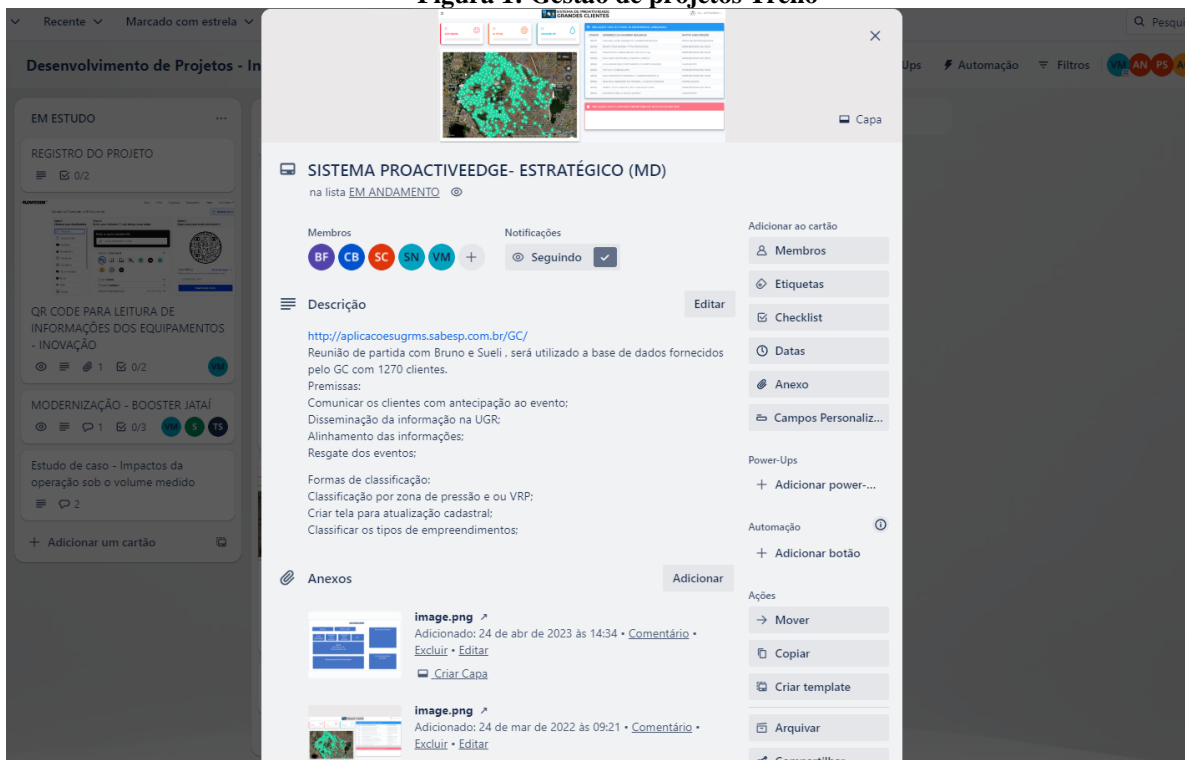 Figura 1: Gestão de projetos Trello
SISTEMA DE PROATIVIDADE
GRANDES CLIENTES
Capa
SISTEMA PROACTIVEEDGE- ESTRATÉGICO (MD)
na lista EM ANDAMENTO
Membros
Notificações
BF CB SC SN VM +
Seguindo
Descrição
Editar
http://aplicacoesugrms.sabesp.com.br/GC/
Reunião de partida com Bruno e Sueli , será utilizado a base de dados fornecidos
pelo GC com 1270 clientes.
Premissas:
Comunicar os clientes com antecipação ao evento;
Disseminação da informação na UGR;
Alinhamento das informações;
Resgate dos eventos;
Formas de classificação:
Classificação por zona de pressão e ou VRP;
Criar tela para atualização cadastral;
Classificar os tipos de empreendimentos;
Anexos
Adicionar
image.png ↗
Adicionado: 24 de abr de 2023 às 14:34 • Comentário •
Excluir • Editar
Criar Capa
image.png ↗
Adicionado: 24 de mar de 2022 às 09:21 • Comentário •
Excluir • Editar
Adicionar ao cartão
Membros
Etiquetas
Checklist
Datas
Anexo
Campos Personaliz...
Power-Ups
+ Adicionar power-...
Automação
+ Adicionar botão
Ações
→ Mover
Copiar
Criar template
Arquivar
Compartilhar
Recentes
em estrela
Desenvolvimento de
Projetos - In
REGISTRO DO PROJETO
0/2
QR CODE PARA LEITURA DE
INFORMAÇÕES DOS EQUIPAMENTOS
- INOVAÇÃO
1 0/2 VM
MODERNIZAÇÃO - BOOSTER JATAÍ
1 VM S TS
Estudo de caso - Impactos da
operação sob o volume medido
2
+ Adicionar um cartão
Pesqui
Ups
Automação
Filtros
PS